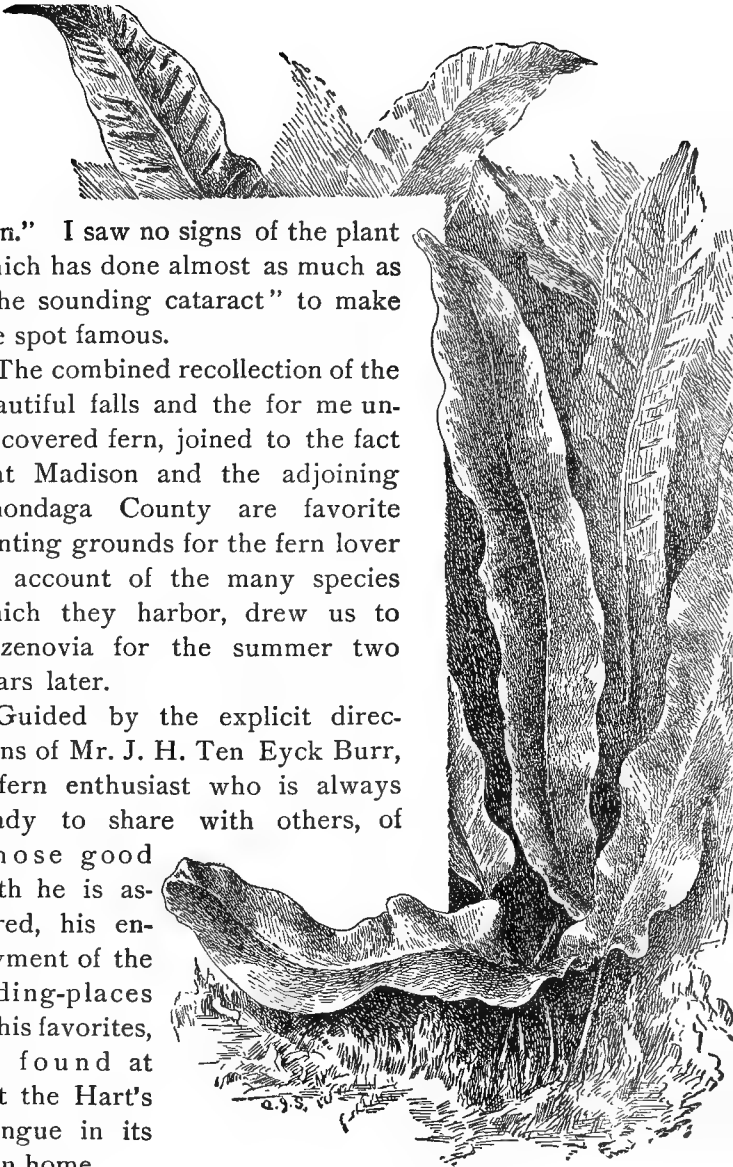 n.” I saw no signs of the plant
ich has done almost as much as
he sounding cataract” to make
e spot famous.
The combined recollection of the
autiful falls and the for me un-
covered fern, joined to the fact
at Madison and the adjoining
ondaga County are favorite
nting grounds for the fern lover
account of the many species
ich they harbor, drew us to
zenovia for the summer two
ars later.
Guided by the explicit direc-
ns of Mr. J. H. Ten Eyck Burr,
fern enthusiast who is always
ady to share with others, of
hose good
th he is as-
red, his en-
yment of the
ding-places
his favorites,
found at
t the Hart’s
ngue in its
n home.
a.g.s.